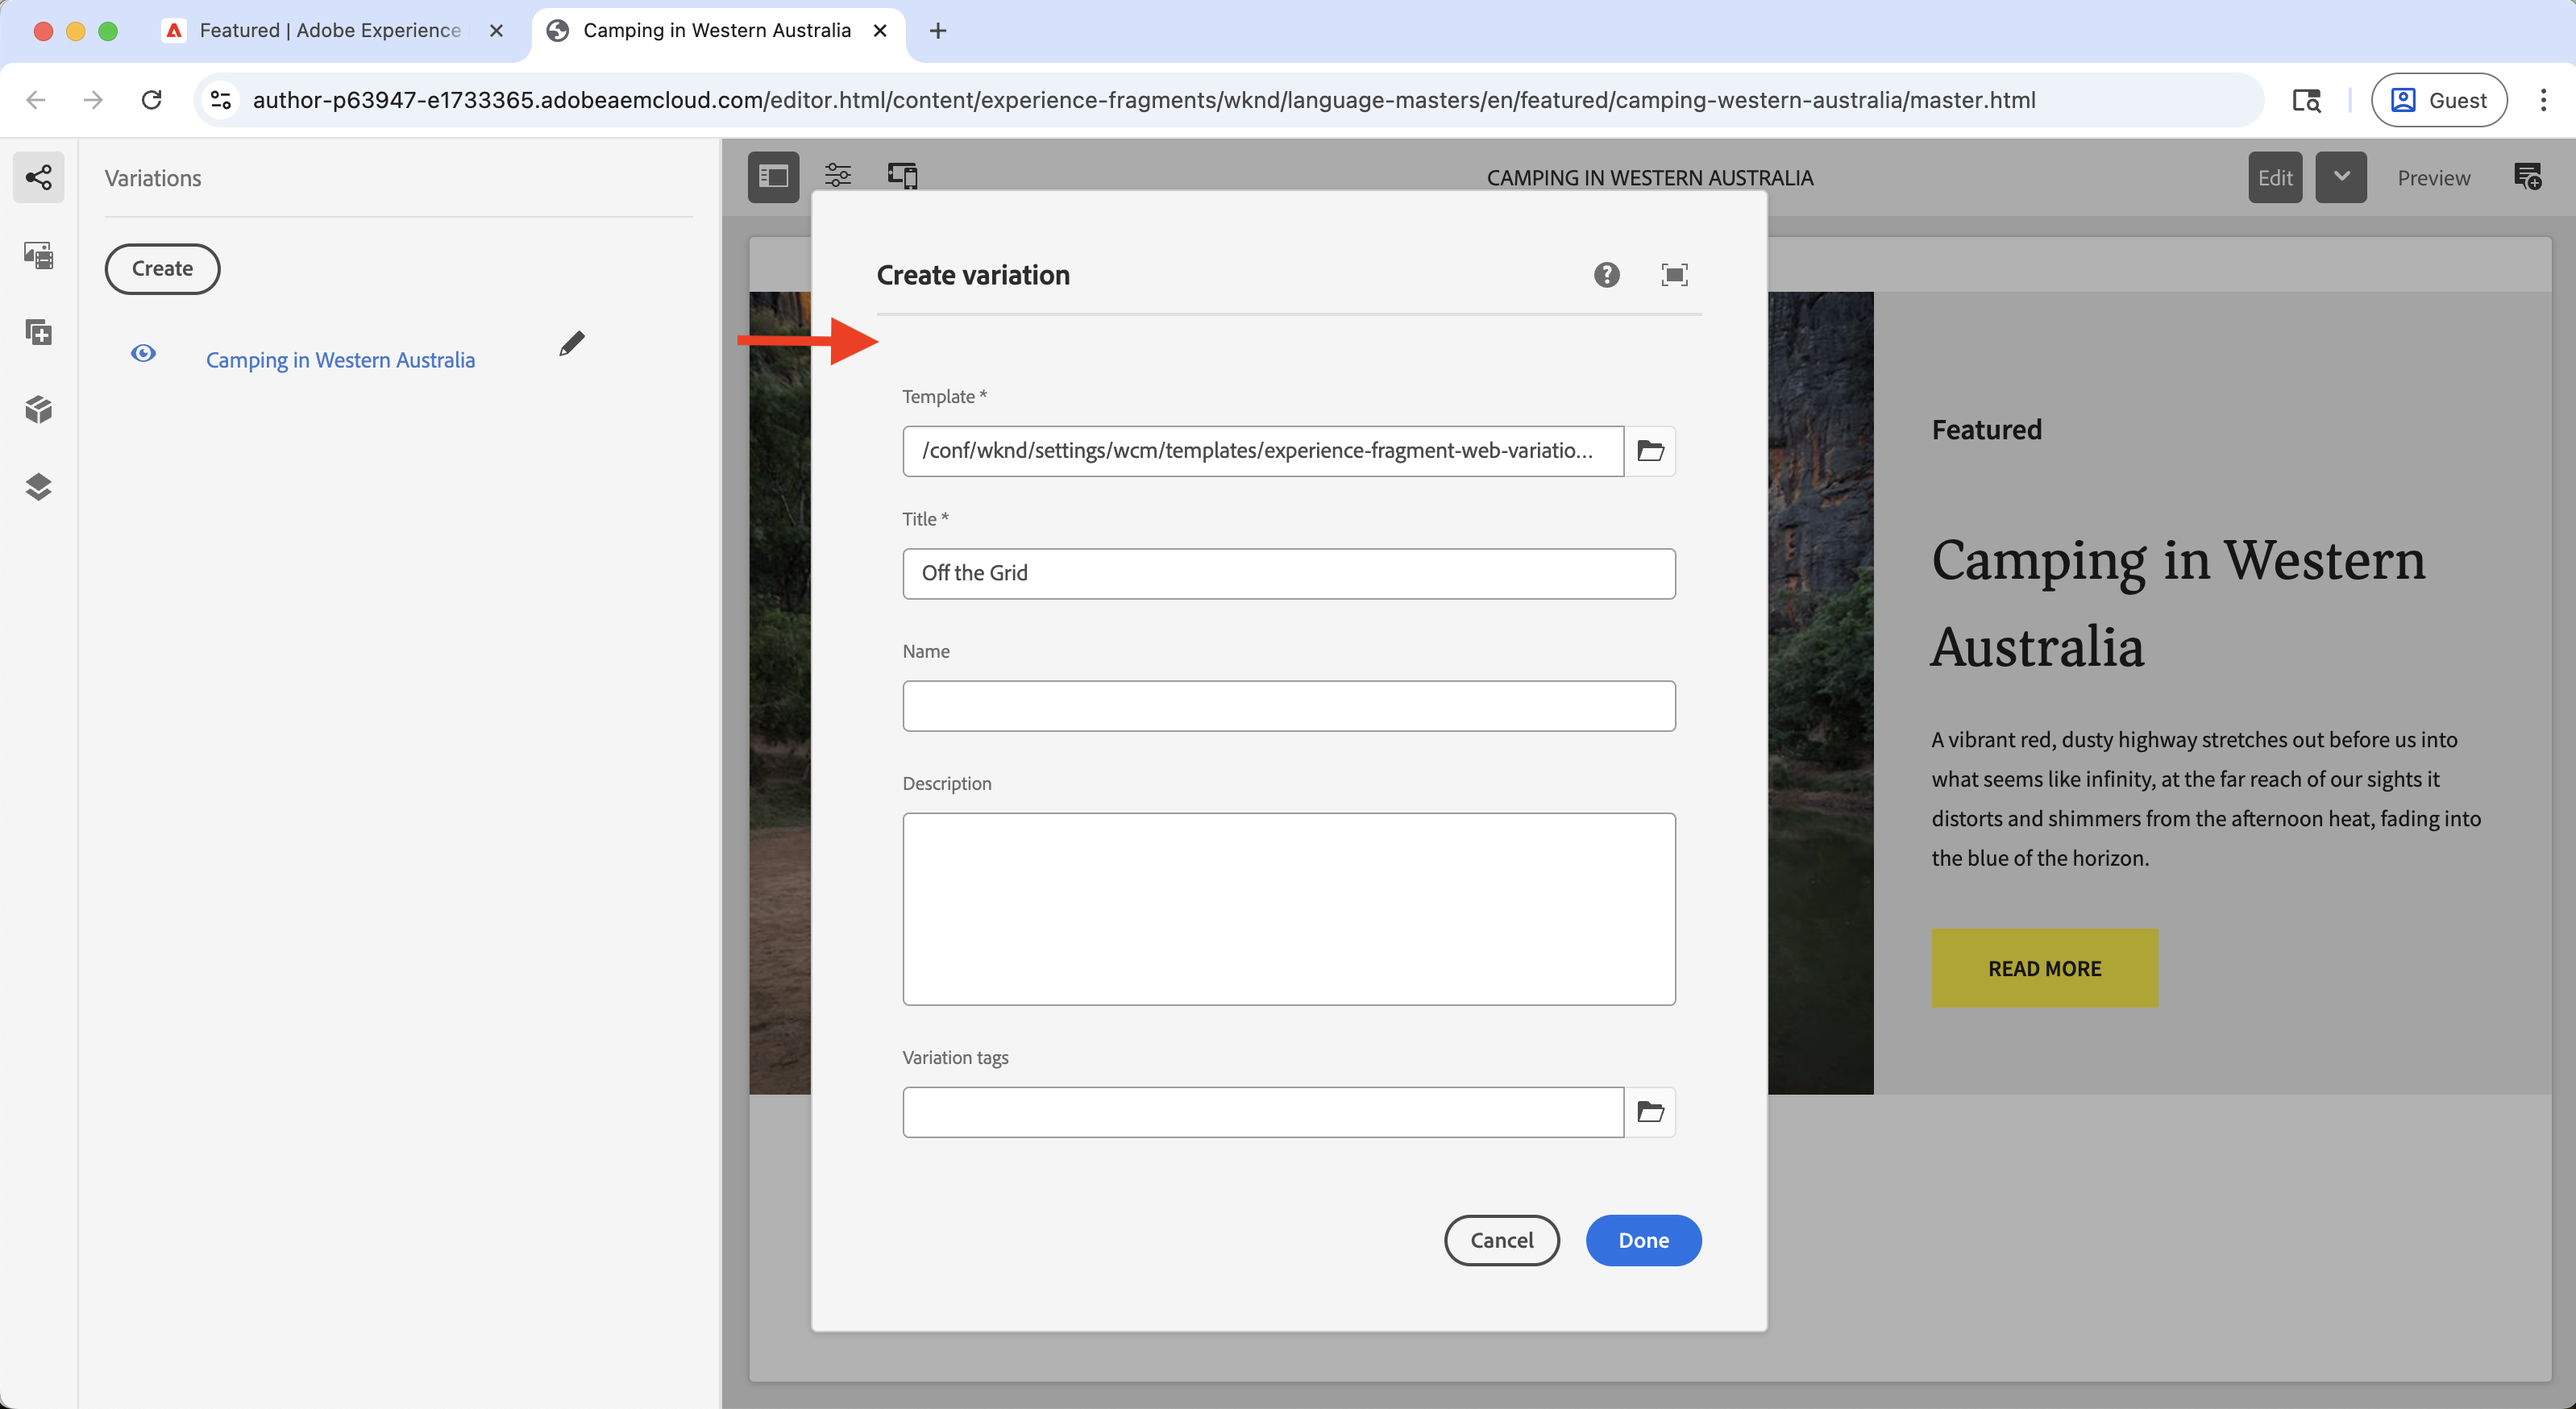 Featured | Adobe Experience
Camping in Western Australia
author-p63947-e1733365.adobeaemcloud.com/editor.html/content/experience-fragments/wknd/language-masters/en/featured/camping-western-australia/master.html
Guest
Variations
Create
Camping in Western Australia
CAMPING IN WESTERN AUSTRALIA
Edit
Preview
Create variation
Template *
/conf/wknd/settings/wcm/templates/experience-fragment-web-variatio...
Title *
Off the Grid
Name
Description
Variation tags
Cancel
Done
Featured
Camping in Western
Australia
A vibrant red, dusty highway stretches out before us into
what seems like infinity, at the far reach of our sights it
distorts and shimmers from the afternoon heat, fading into
the blue of the horizon.
READ MORE